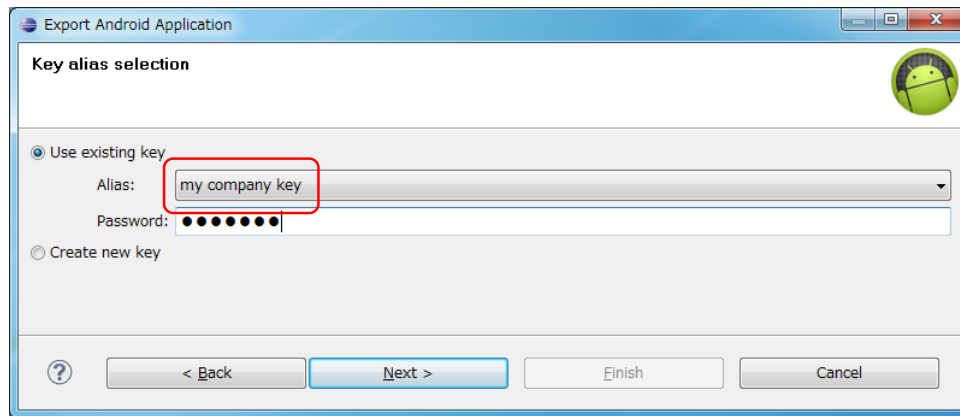 Export Android Application
Key alias selection
Use existing key
Alias: my company key
Password: ●●●●●●●
Create new key
? < Back Next > Finish Cancel